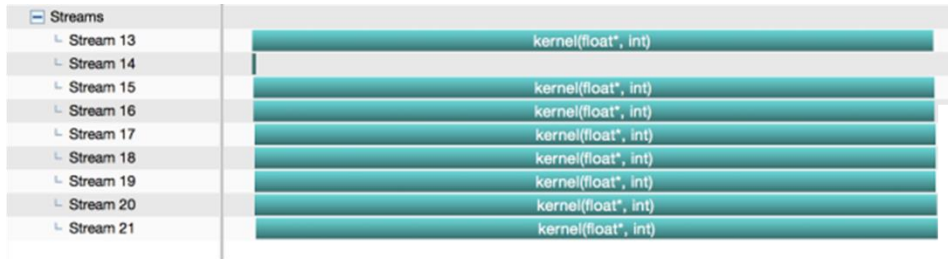 Streams
Stream 13 kernel(float*, int)
Stream 14
Stream 15 kernel(float*, int)
Stream 16 kernel(float*, int)
Stream 17 kernel(float*, int)
Stream 18 kernel(float*, int)
Stream 19 kernel(float*, int)
Stream 20 kernel(float*, int)
Stream 21 kernel(float*, int)